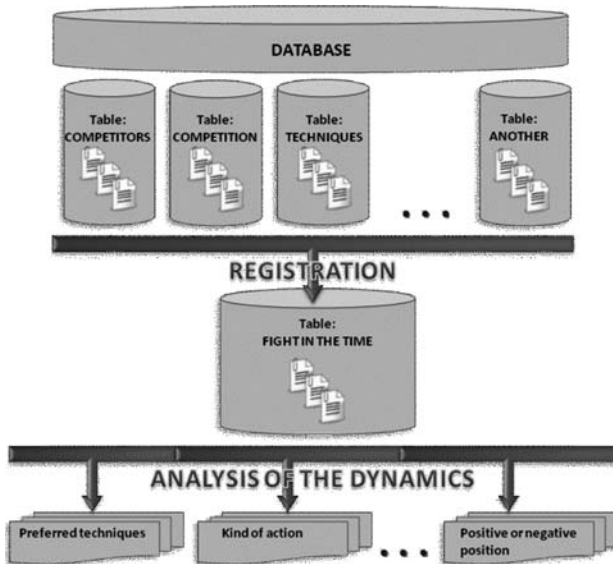 DATABASE
Table:
COMPETITORS
Table:
COMPETITION
Table:
TECHNIQUES
. . .
Table:
ANOTHER
REGISTRATION
Table:
FIGHT IN THE TIME
ANALYSIS OF THE DYNAMICS
Preferred techniques
Kind of action
. . . .
Positive or negative
position